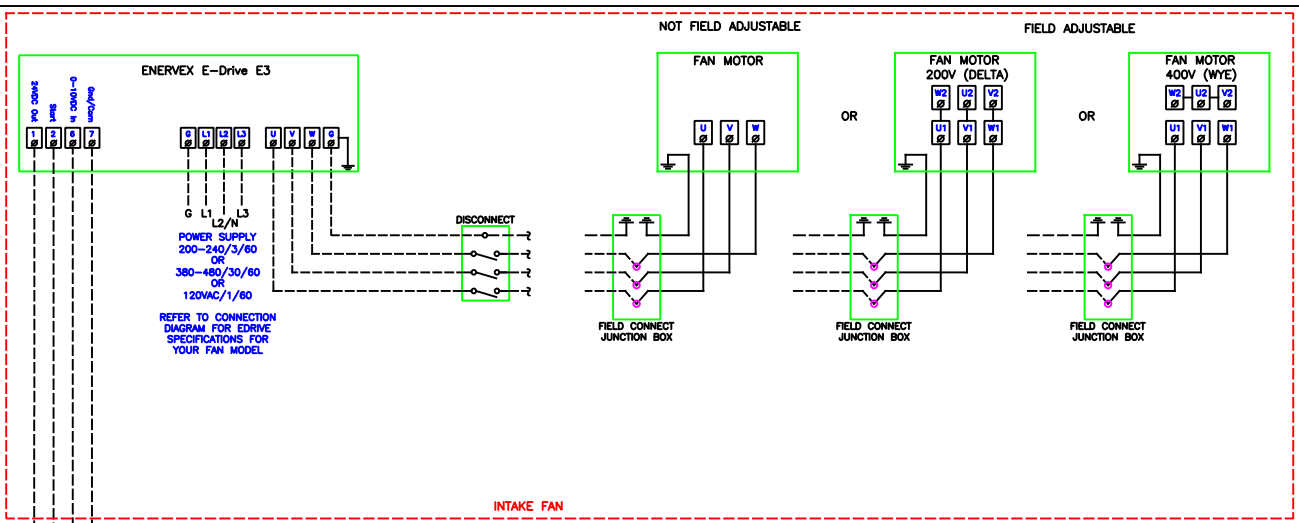 NOT FIELD ADJUSTABLE
FIELD ADJUSTABLE
ENERVEX E-Drive E3
24VDC Out
Start
0-10VDC In
Gnd/Com
1
2
6
7
G
L1
L2
L3
U
V
W
G
G
L1
L2/N
L3
POWER SUPPLY
200-240/3/60
OR
380-480/30/60
OR
120VAC/1/60
REFER TO CONNECTION
DIAGRAM FOR EDRIVE
SPECIFICATIONS FOR
YOUR FAN MODEL
DISCONNECT
FAN MOTOR
U
V
W
FIELD CONNECT
JUNCTION BOX
OR
FAN MOTOR
200V (DELTA)
W2
U2
V2
U1
V1
W1
FIELD CONNECT
JUNCTION BOX
OR
FAN MOTOR
400V (WYE)
W2
U2
V2
U1
V1
W1
FIELD CONNECT
JUNCTION BOX
INTAKE FAN